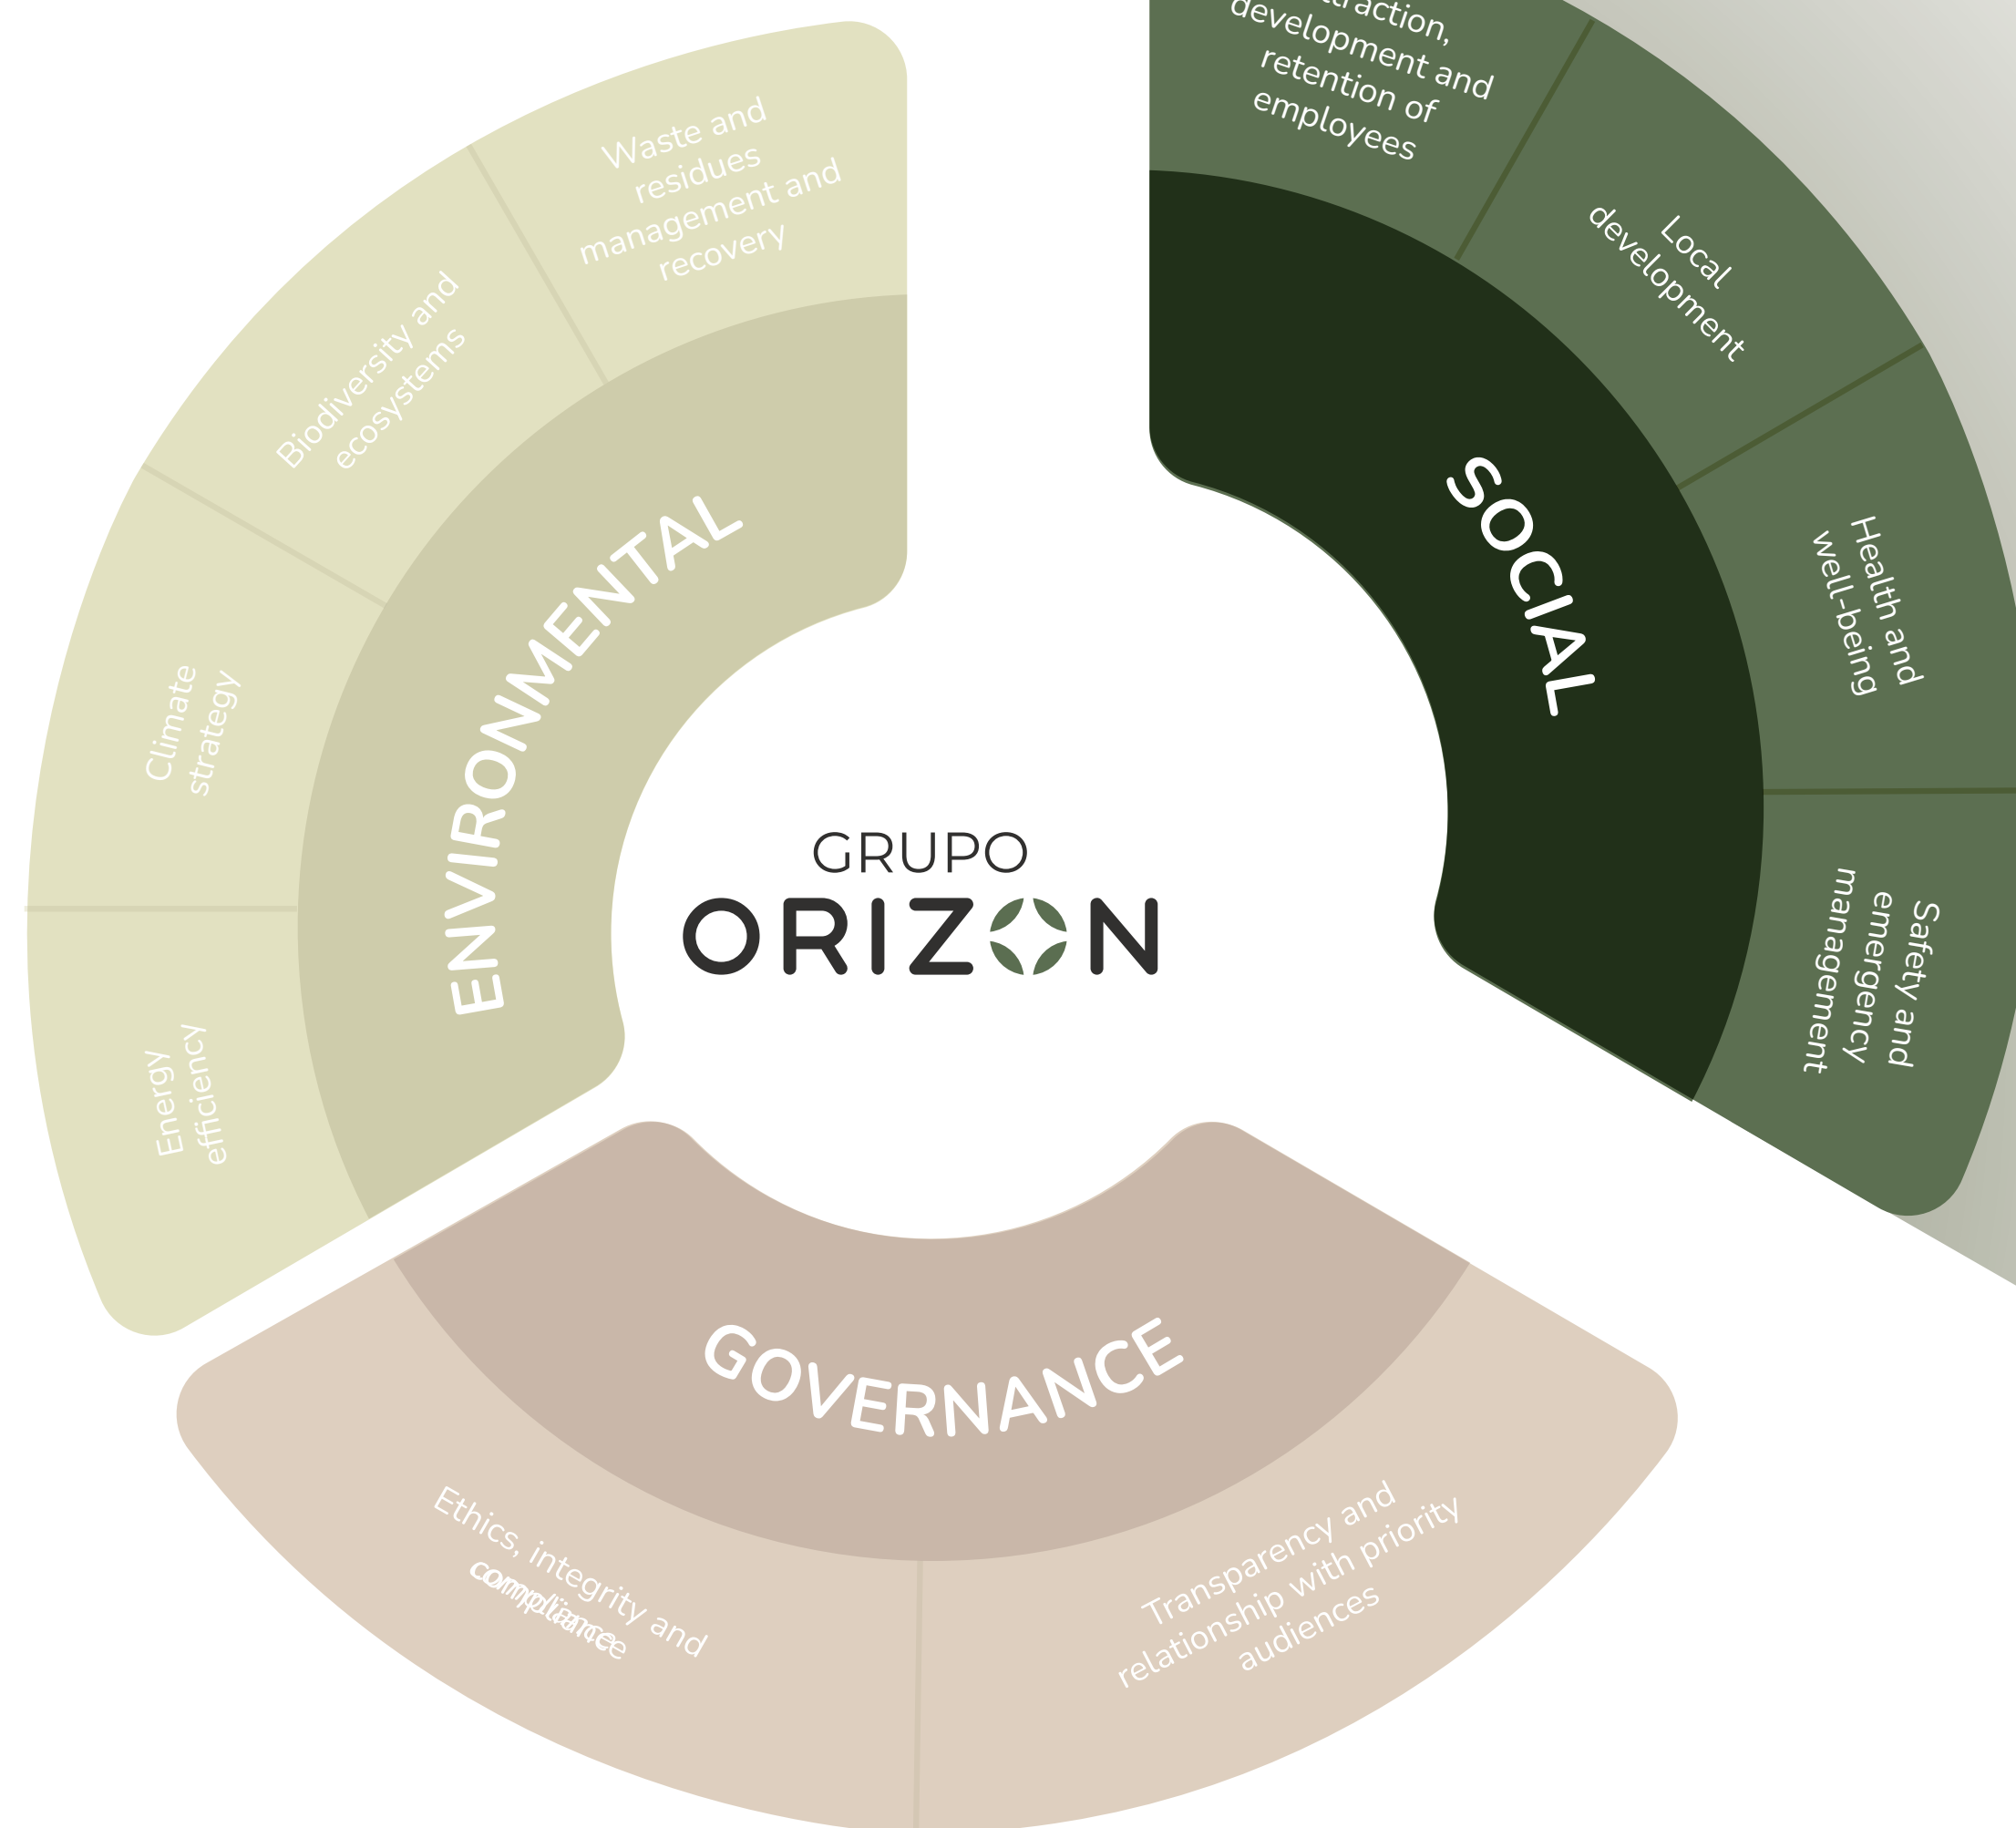 Waste and
residues
management and
recovery
Biodiversity and
ecosystems
Climate
strategy
Energy
efficiency
ENVIROMMENTAL
development and
retention of
employees
Local
development
Health and
well-being
Safety and
emergency
management
SOCIAL
GRUPO
ORIZON
GOVERNANCE
Ethics, integrity and
compliance
Transparency and
relationship with priority
audiences